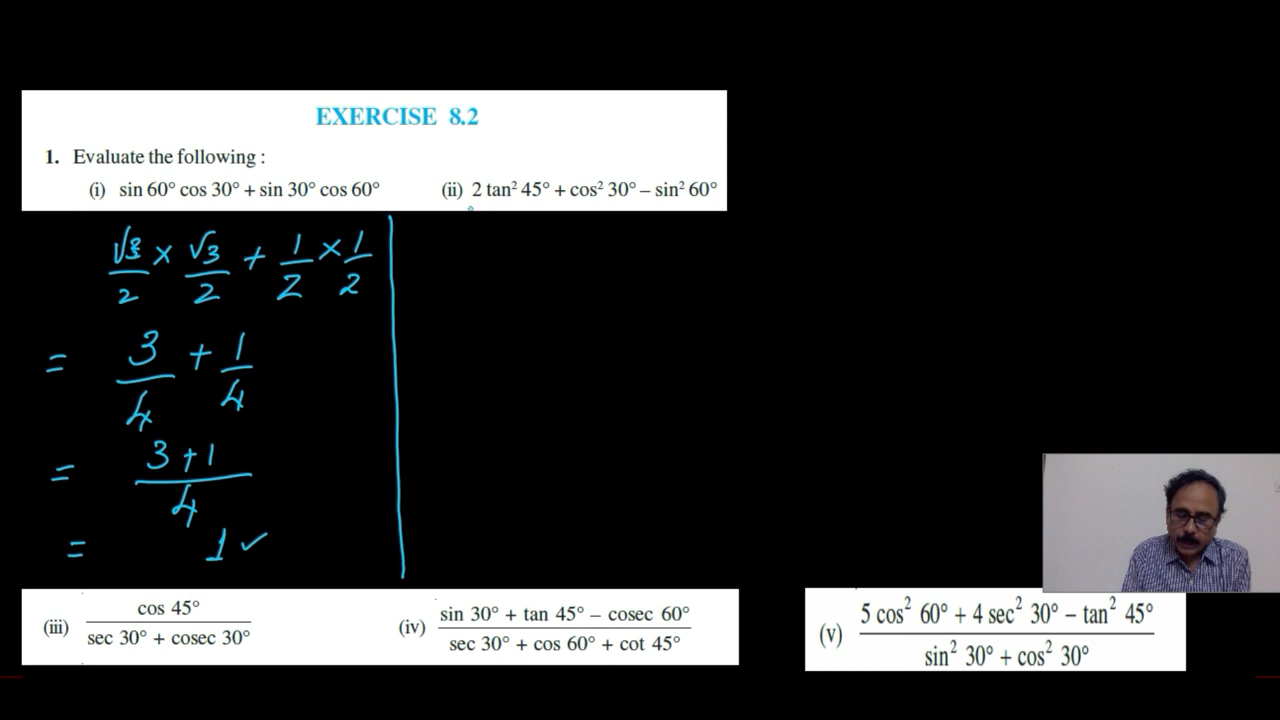 EXERCISE 8.2
1. Evaluate the following :
(i) sin 60° cos 30° + sin 30° cos 60°
(ii) 2 tan² 45° + cos² 30° – sin² 60°
√3/2 × √3/2 + 1/2 × 1/2
= 3/4 + 1/4
= 3+1/4
= 1 ✓
(iii) cos 45° / sec 30° + cosec 30°
(iv) sin 30° + tan 45° – cosec 60° / sec 30° + cos 60° + cot 45°
(v) 5 cos² 60° + 4 sec² 30° – tan² 45° / sin² 30° + cos² 30°